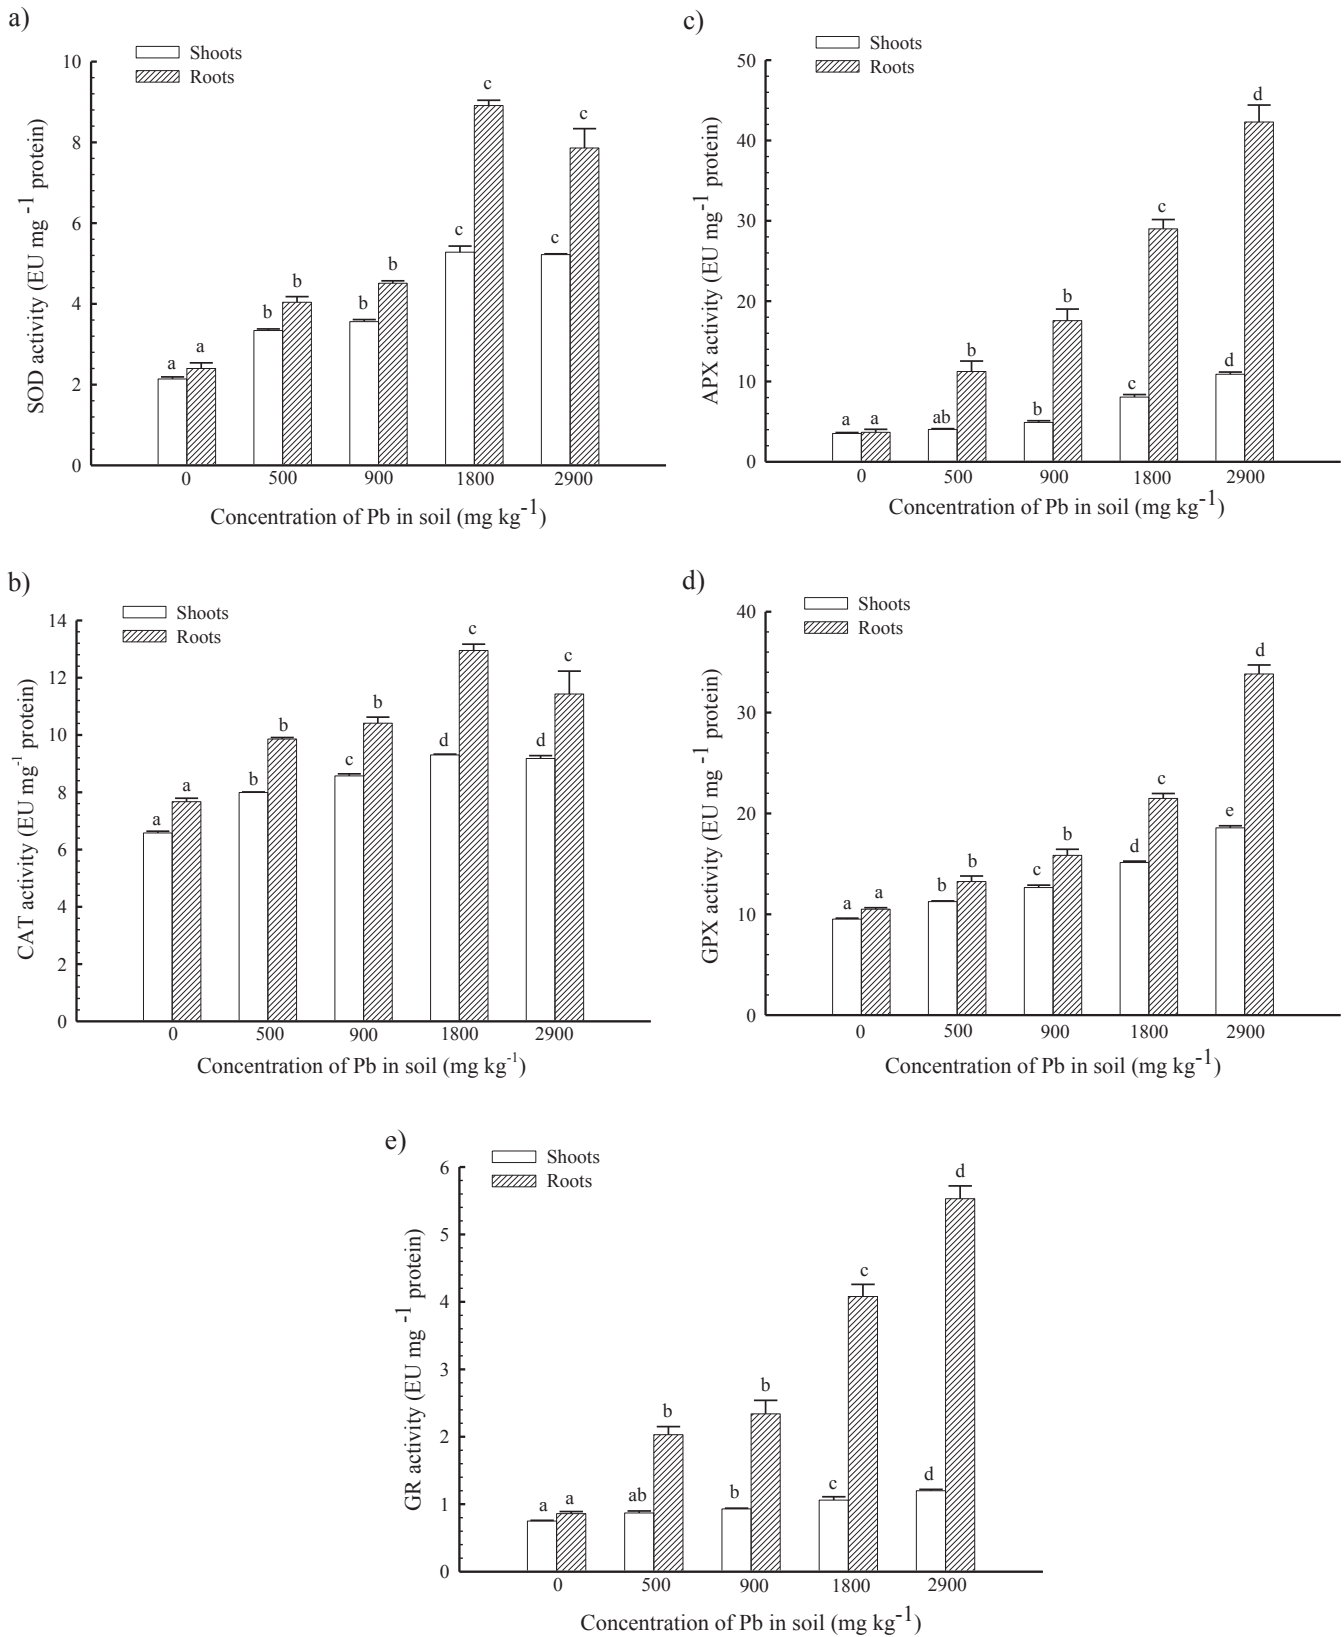 a)
Shoots
Roots
10
8
6
4
2
0
SOD activity (EU mg -1 protein)
a a b b b b c c c c
0 500 900 1800 2900
Concentration of Pb in soil (mg kg-1)
c)
Shoots
Roots
50
40
30
20
10
0
APX activity (EU mg -1 protein)
a a ab b b b c c d d
0 500 900 1800 2900
Concentration of Pb in soil (mg kg-1)
b)
Shoots
Roots
14
12
10
8
6
4
2
0
CAT activity (EU mg-1 protein)
a a b b c b d c d c
0 500 900 1800 2900
Concentration of Pb in soil (mg kg-1)
d)
Shoots
Roots
40
30
20
10
0
GPX activity (EU mg -1 protein)
a a b b c b d c e d
0 500 900 1800 2900
Concentration of Pb in soil (mg kg-1)
e)
Shoots
Roots
6
5
4
3
2
1
0
GR activity (EU mg -1 protein)
a a ab b b b c c d d
0 500 900 1800 2900
Concentration of Pb in soil (mg kg-1)